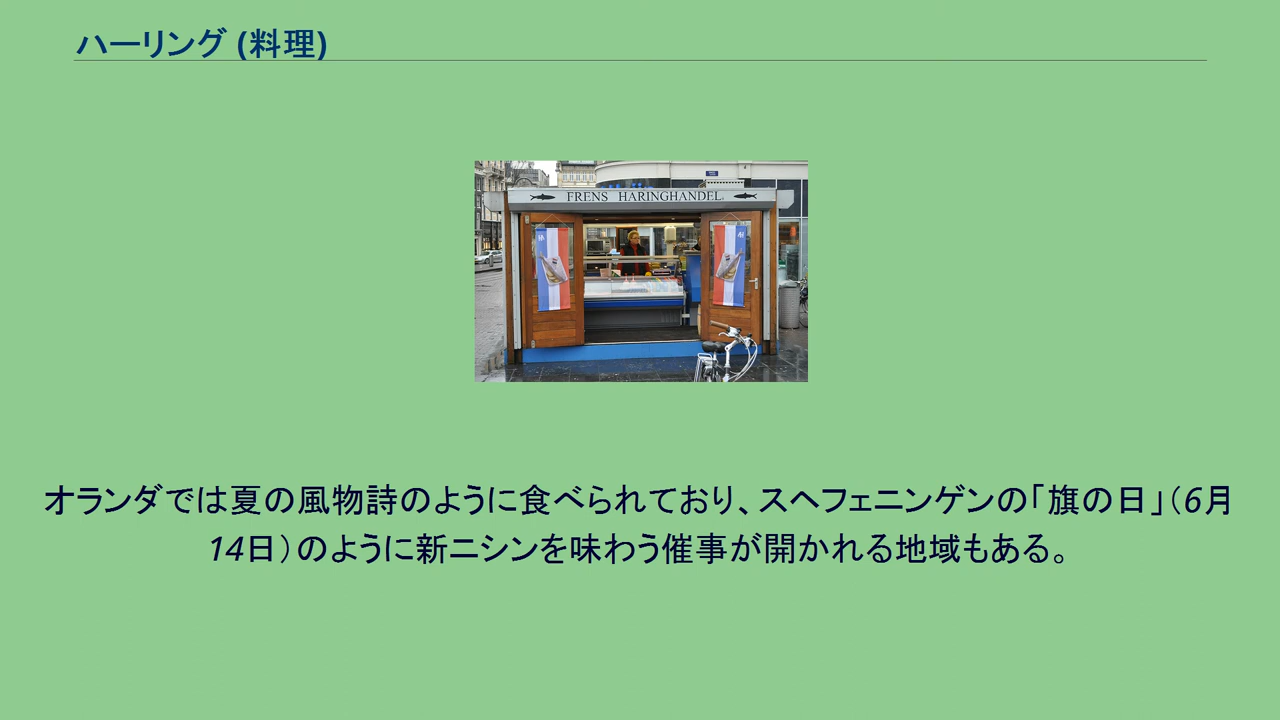 ハーリング (料理)
FRENS HARINGHANDEL
オランダでは夏の風物詩のように食べられており、スヘフェニンゲンの「旗の日」（6月
14日）のように新ニシンを味わう催事が開かれる地域もある。